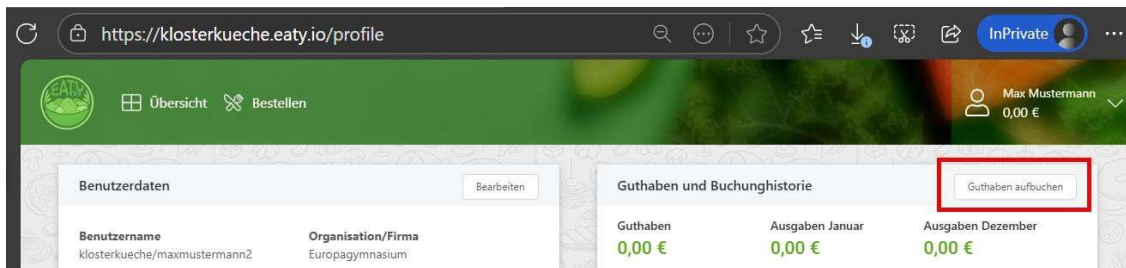 https://klosterkueche.eaty.io/profile
InPrivate
EATY
Übersicht Bestellen
Max Mustermann
0,00 €
Benutzerdaten
Bearbeiten
Guthaben und Buchunghistorie
Guthaben aufbuchen
Benutzername
Organisation/Firma
klosterkueche/maxmustermann2
Europagymnasium
Guthaben
Ausgaben Januar
Ausgaben Dezember
0,00 €
0,00 €
0,00 €